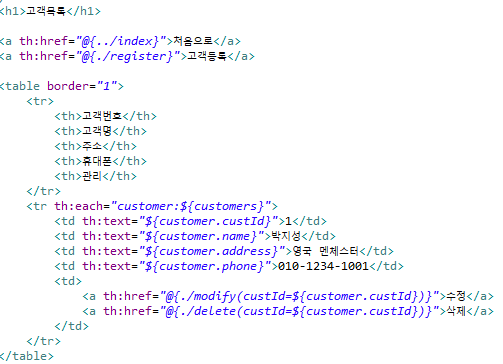 <h1>고객목록</h1>
<a th:href="@{../index}">처음으로</a>
<a th:href="@{./register}">고객등록</a>
<table border="1">
<tr>
<th>고객번호</th>
<th>고객명</th>
<th>주소</th>
<th>휴대폰</th>
<th>관리</th>
</tr>
<tr th:each="customer:${customers}">
<td th:text="${customer.custId}">1</td>
<td th:text="${customer.name}">박지성</td>
<td th:text="${customer.address}">영국 멘체스터</td>
<td th:text="${customer.phone}">010-1234-1001</td>
<td>
<a th:href="@{./modify(custId=${customer.custId})}">수정</a>
<a th:href="@{./delete(custId=${customer.custId})}">삭제</a>
</td>
</tr>
</table>